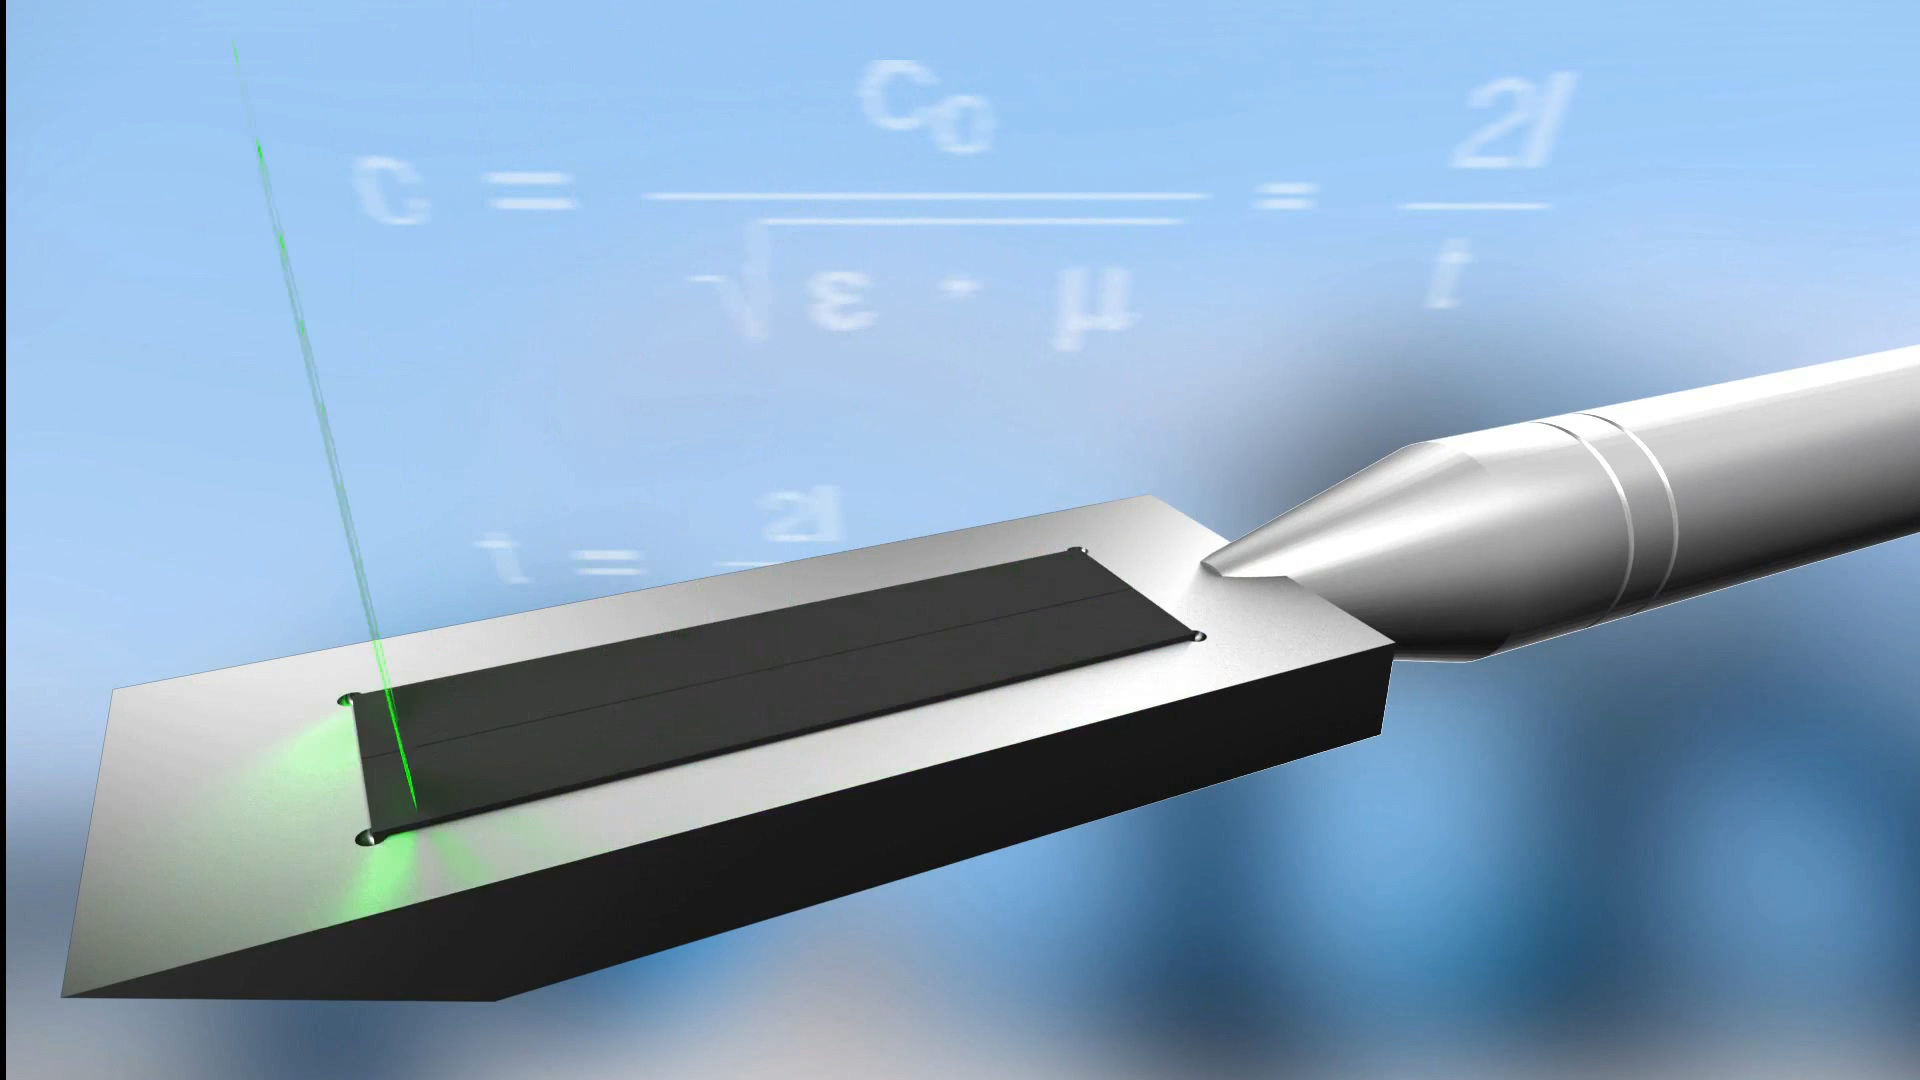 c = c₀ / √ε · μ = 2l / t
t = 2l